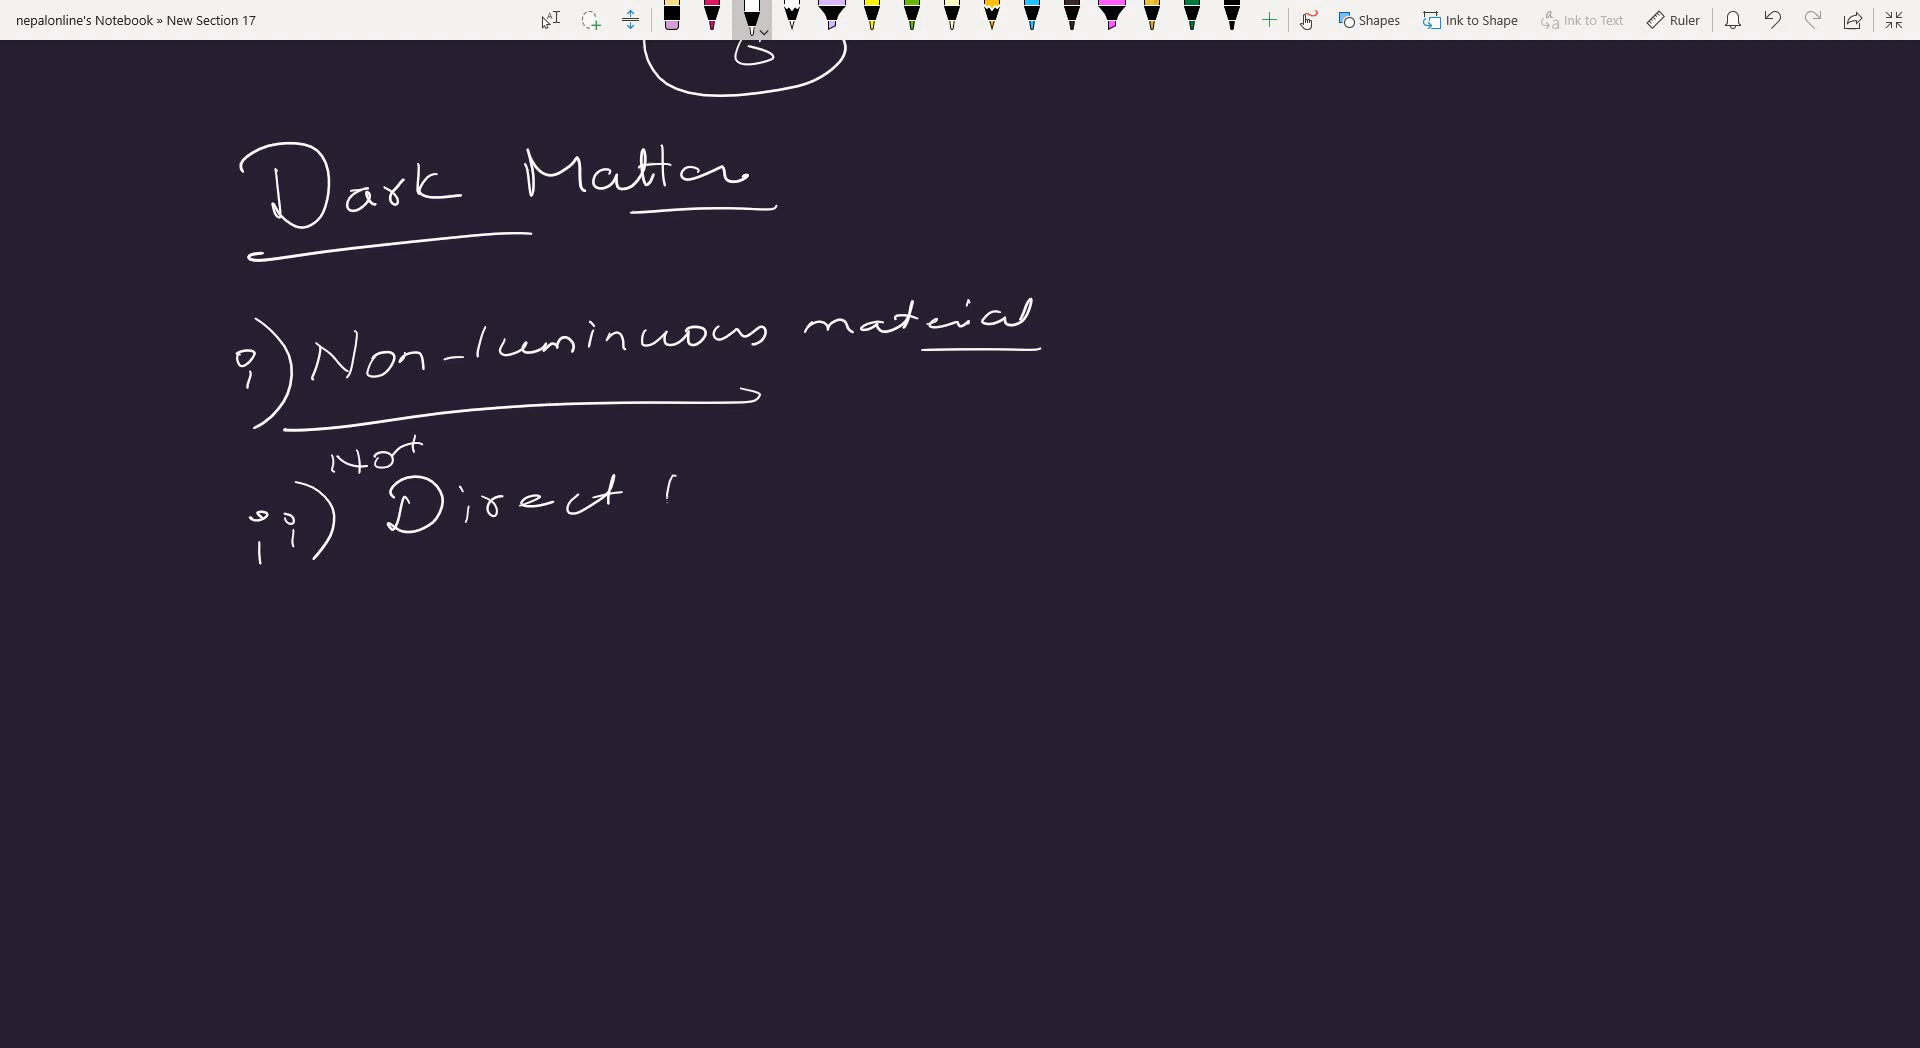 nepalonline's Notebook » New Section 17
Shapes
Ink to Shape
Ink to Text
Ruler
Dark Matter
i) Non-luminuous material
Not
ii) Direct